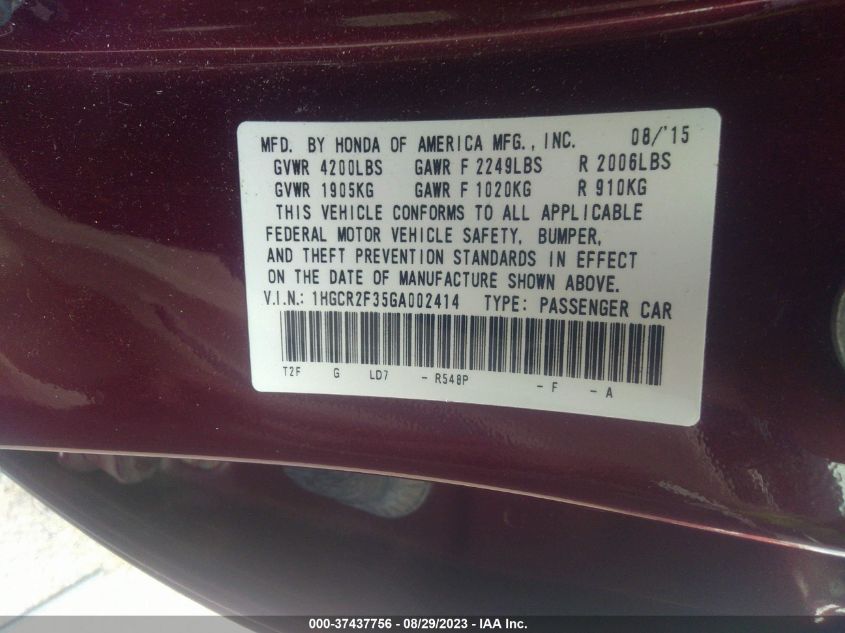 MFD. BY HONDA OF AMERICA MFG., INC. 08/'15
GVWR 4200LBS GAWR F 2249LBS R 2006LBS
GVWR 1905KG GAWR F 1020KG R 910KG
THIS VEHICLE CONFORMS TO ALL APPLICABLE
FEDERAL MOTOR VEHICLE SAFETY, BUMPER,
AND THEFT PREVENTION STANDARDS IN EFFECT
ON THE DATE OF MANUFACTURE SHOWN ABOVE.
V.I.N.: 1HGCR2F35GA002414 TYPE: PASSENGER CAR
T2F G LD7 - R548P - F - A
000-37437756 - 08/29/2023 - IAA Inc.